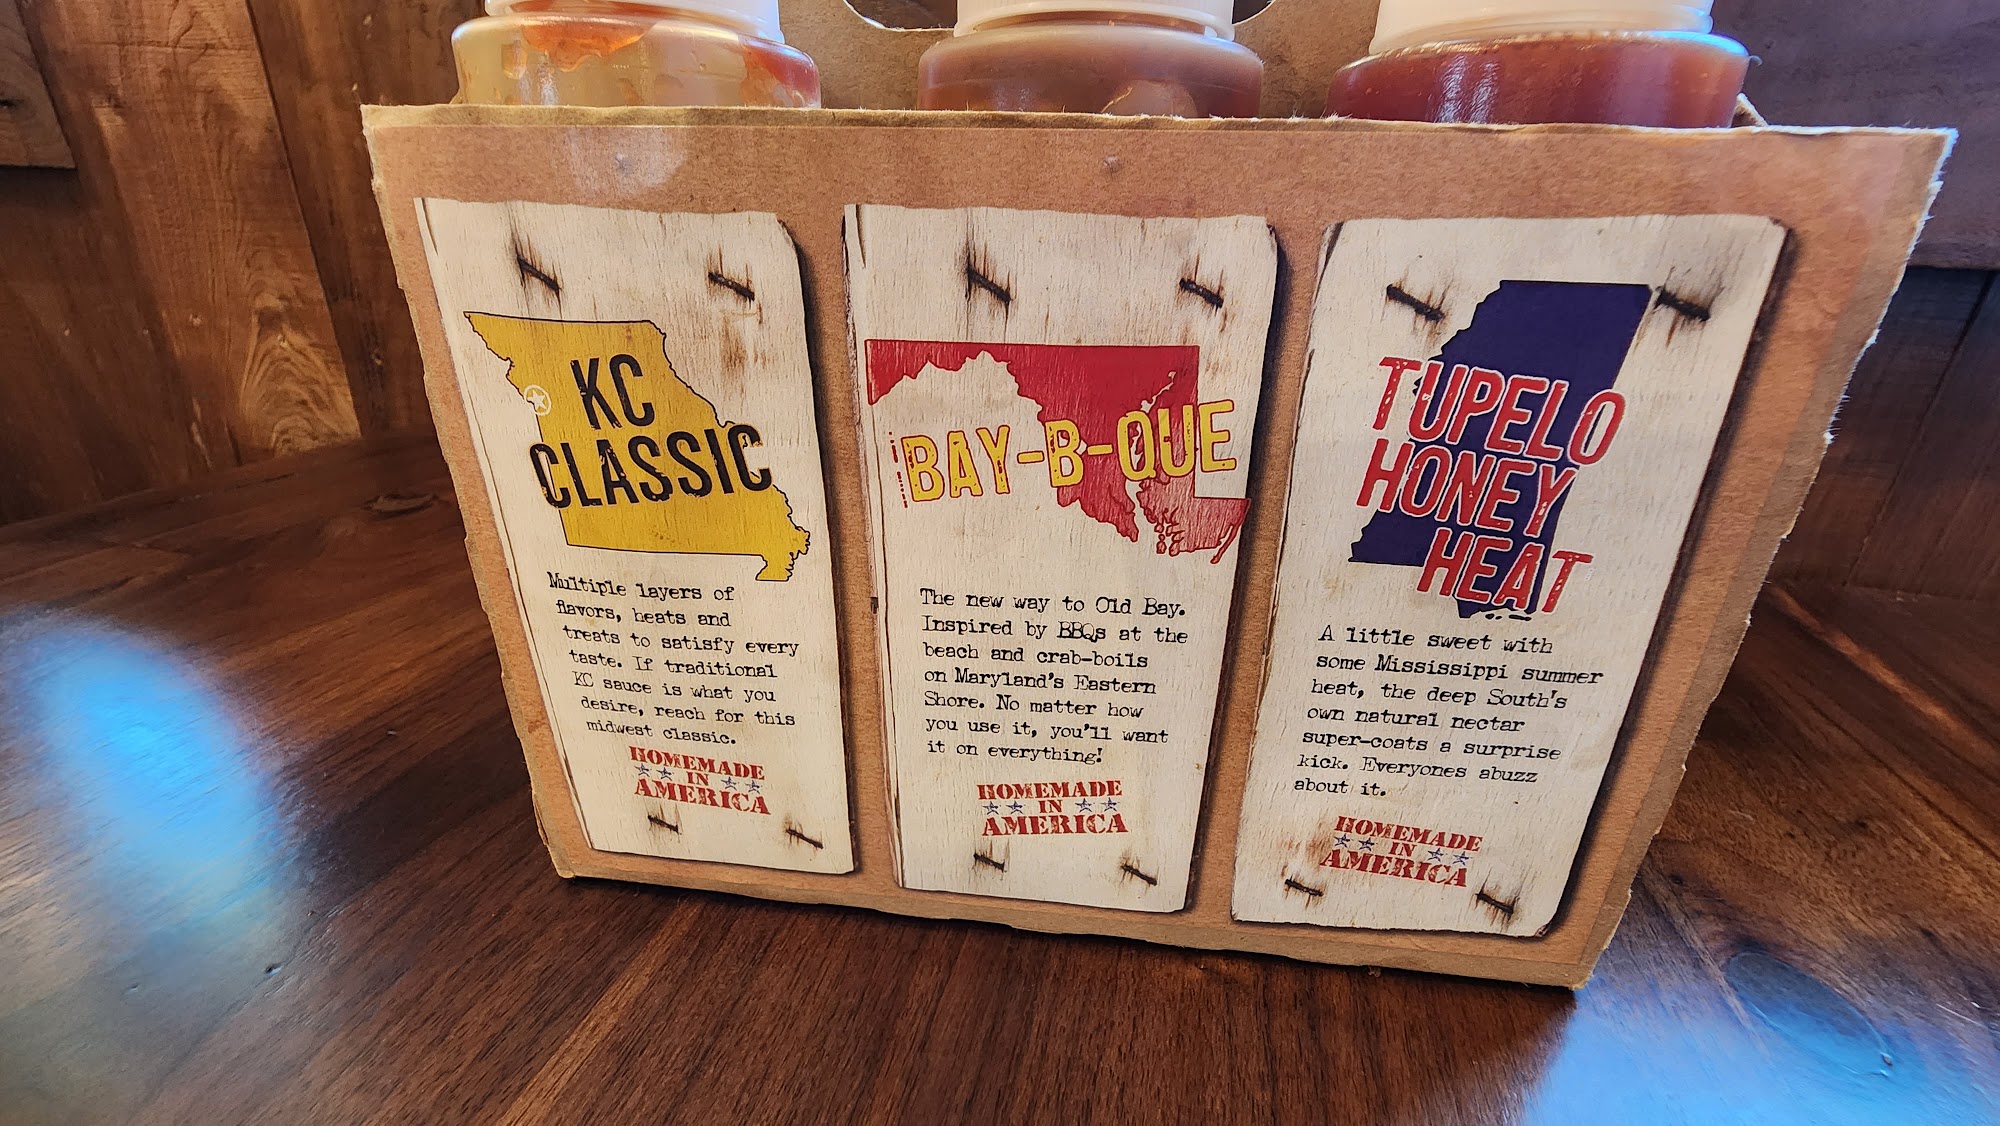 KC
CLASSIC
Multiple layers of
flavors, heats and
treats to satisfy every
taste. If traditional
KC sauce is what you
desire, reach for this
midwest classic.
HOMEMADE
IN
AMERICA
BAY-B-QUE
The new way to Old Bay.
Inspired by BBQs at the
beach and crab-boils
on Maryland's Eastern
Shore. No matter how
you use it, you'll want
it on everything!
HOMEMADE
IN
AMERICA
TUPELO
HONEY
HEAT
A little sweet with
some Mississippi summer
heat, the deep South's
own natural nectar
super-coats a surprise
kick. Everyones abuzz
about it.
HOMEMADE
IN
AMERICA